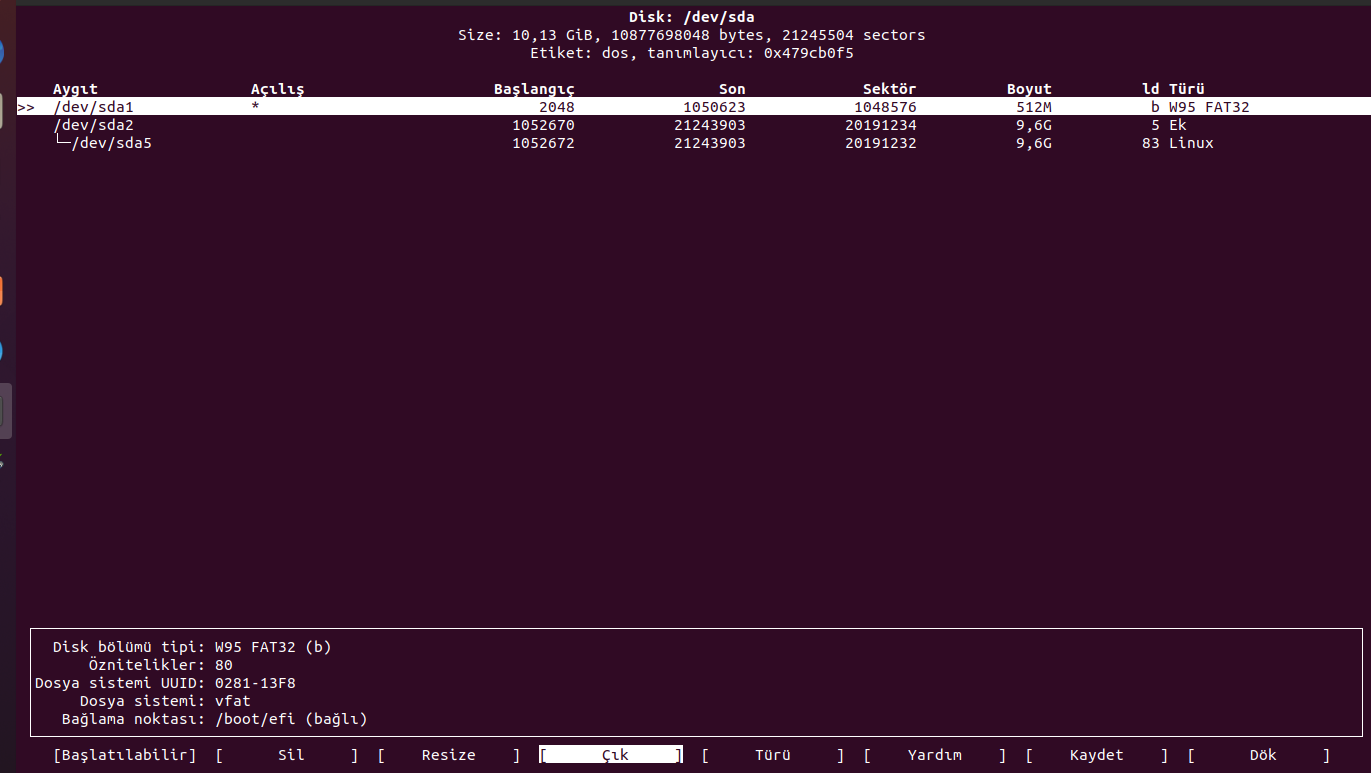 Disk: /dev/sda
Size: 10,13 GiB, 10877698048 bytes, 21245504 sectors
Etiket: dos, tanımlayıcı: 0x479cb0f5
Aygıt Açılış Başlangıç Son Sektör Boyut ld Türü
>> /dev/sda1 * 2048 1050623 1048576 512M b W95 FAT32
/dev/sda2 1052670 21243903 20191234 9,6G 5 Ek
└─/dev/sda5 1052672 21243903 20191232 9,6G 83 Linux
Disk bölümü tipi: W95 FAT32 (b)
Öznitelikler: 80
Dosya sistemi UUID: 0281-13F8
Dosya sistemi: vfat
Bağlama noktası: /boot/efi (bağlı)
[Başlatılabilir] [ Sil ] [ Resize ] [ Çık ] [ Türü ] [ Yardım ] [ Kaydet ] [ Dök ]